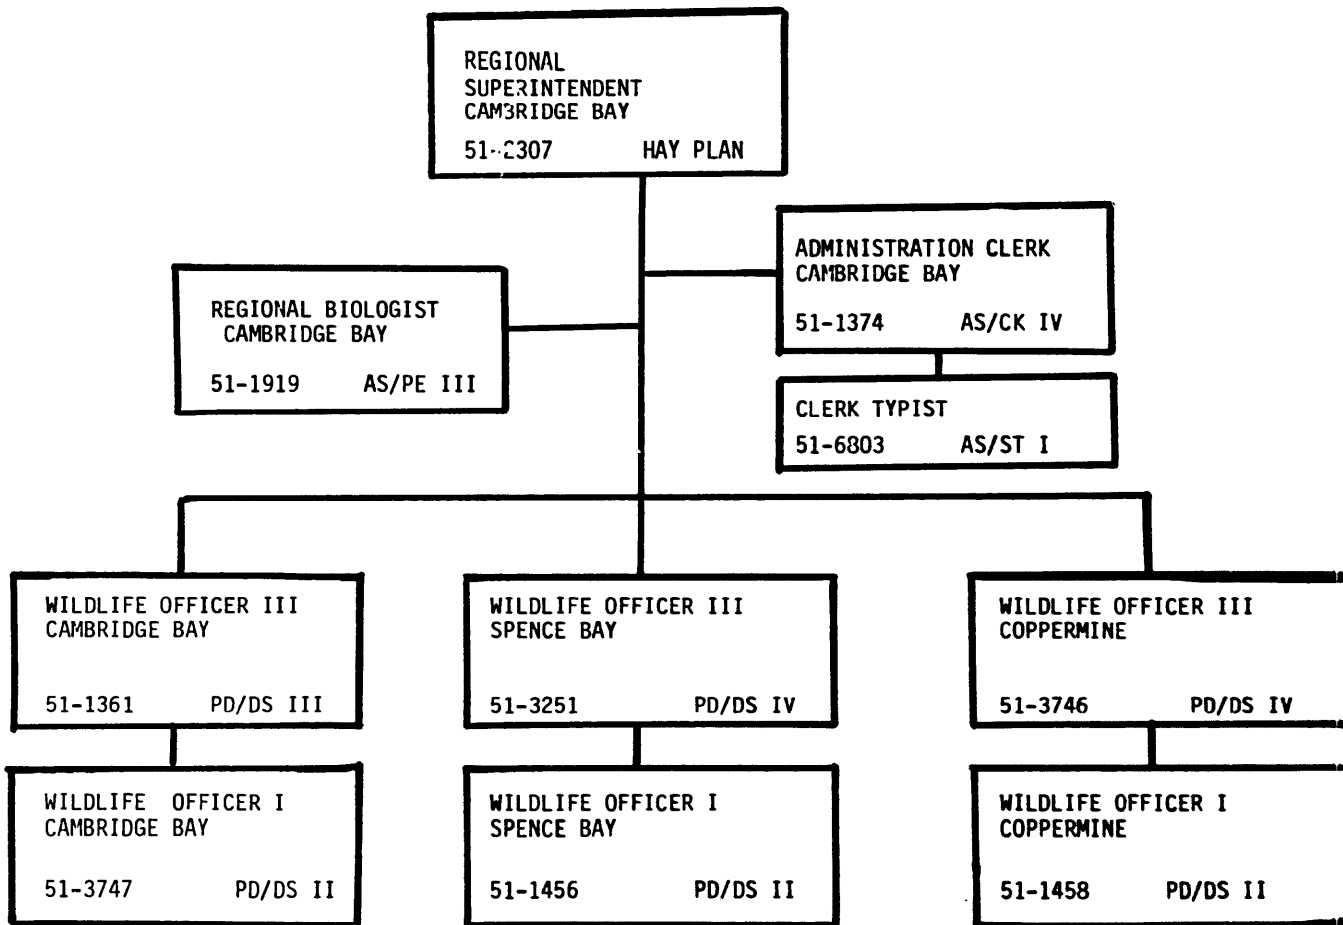 REGIONAL
SUPERINTENDENT
CAMBRIDGE BAY
51-2307 HAY PLAN
ADMINISTRATION CLERK
CAMBRIDGE BAY
51-1374 AS/CK IV
REGIONAL BIOLOGIST
CAMBRIDGE BAY
51-1919 AS/PE III
CLERK TYPIST
51-6803 AS/ST I
WILDLIFE OFFICER III
CAMBRIDGE BAY
51-1361 PD/DS III
WILDLIFE OFFICER III
SPENCE BAY
51-3251 PD/DS IV
WILDLIFE OFFICER III
COPPERMINE
51-3746 PD/DS IV
WILDLIFE OFFICER I
CAMBRIDGE BAY
51-3747 PD/DS II
WILDLIFE OFFICER I
SPENCE BAY
51-1456 PD/DS II
WILDLIFE OFFICER I
COPPERMINE
51-1458 PD/DS II